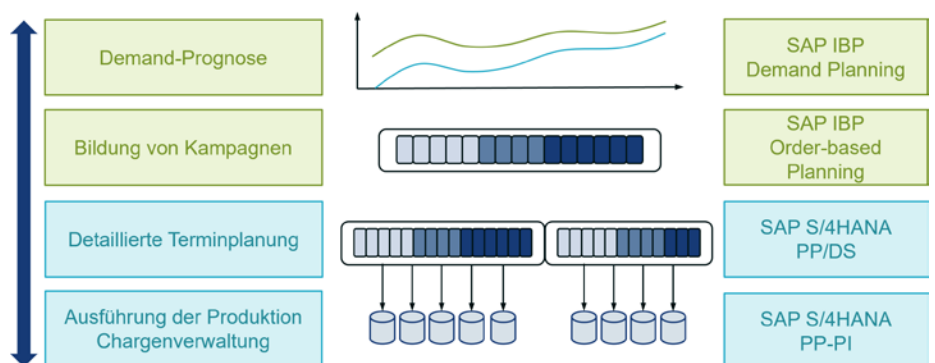 Demand-Prognose
SAP IBP
Demand Planning
Bildung von Kampagnen
SAP IBP
Order-based
Planning
Detaillierte Terminplanung
SAP S/4HANA
PP/DS
Ausführung der Produktion
Chargenverwaltung
SAP S/4HANA
PP-PI